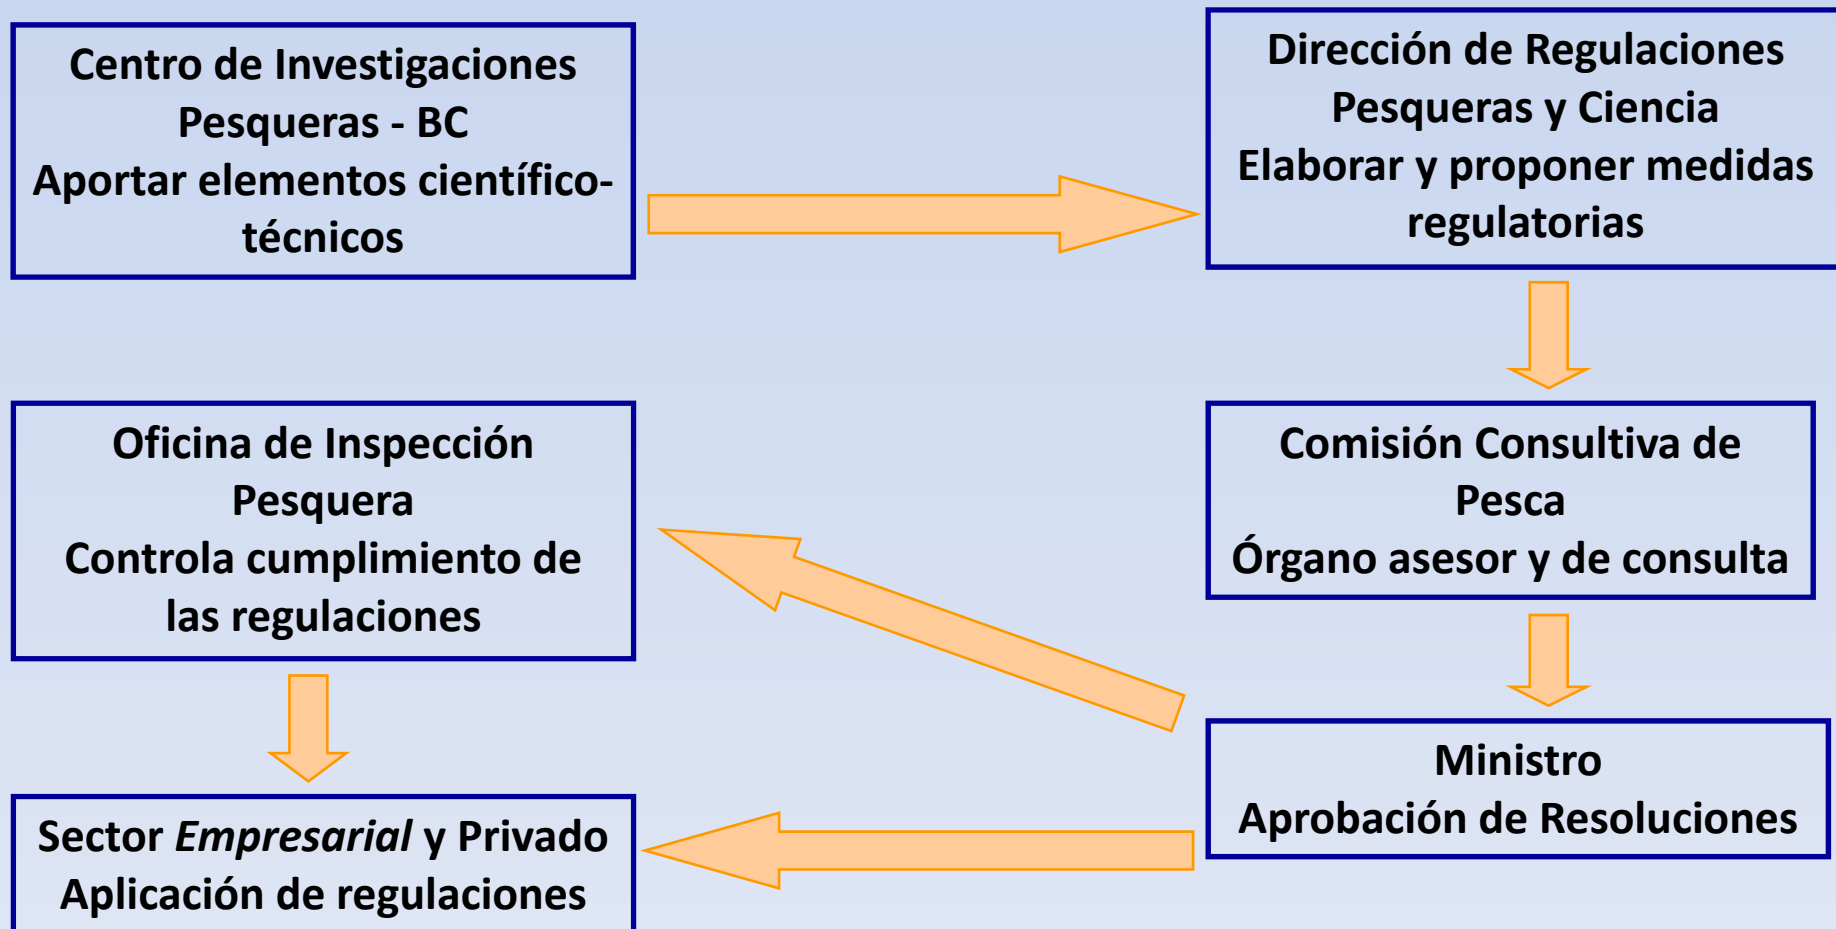 Centro de Investigaciones
Pesqueras - BC
Aportar elementos científico-
técnicos
Dirección de Regulaciones
Pesqueras y Ciencia
Elaborar y proponer medidas
regulatorias
Oficina de Inspección
Pesquera
Controla cumplimiento de
las regulaciones
Comisión Consultiva de
Pesca
Órgano asesor y de consulta
Sector Empresarial y Privado
Aplicación de regulaciones
Ministro
Aprobación de Resoluciones